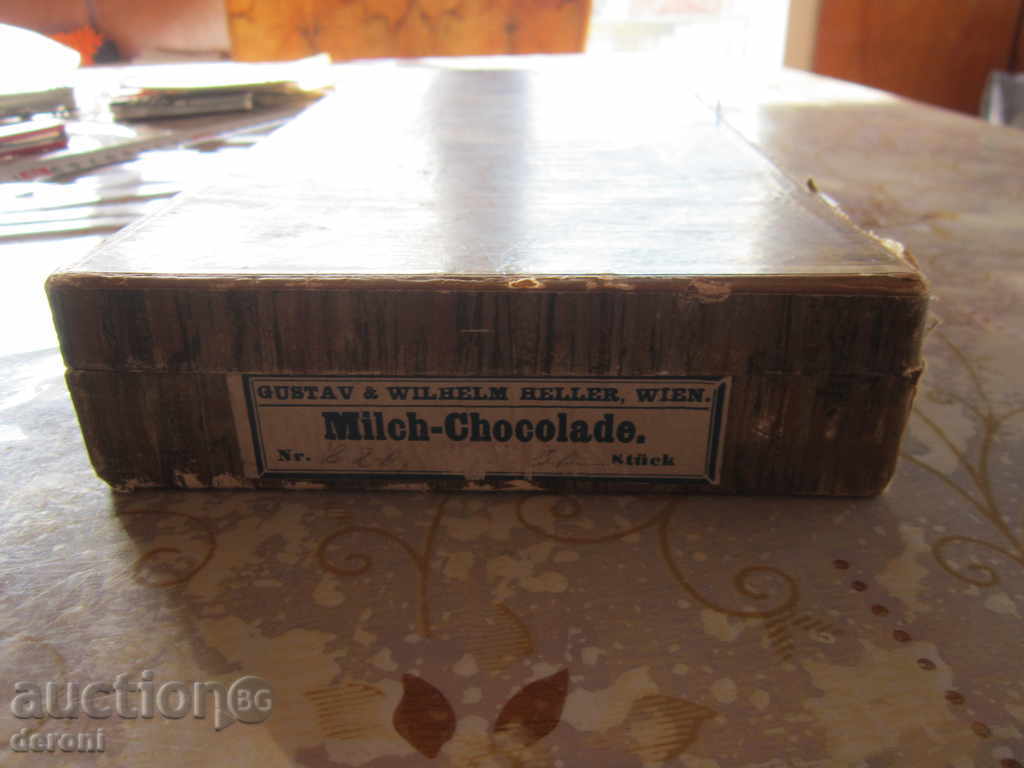 GUSTAV & WILHELM HELLER, WIEN.
Milch-Chocolade.
Nr. Stück
auction BG
deroni